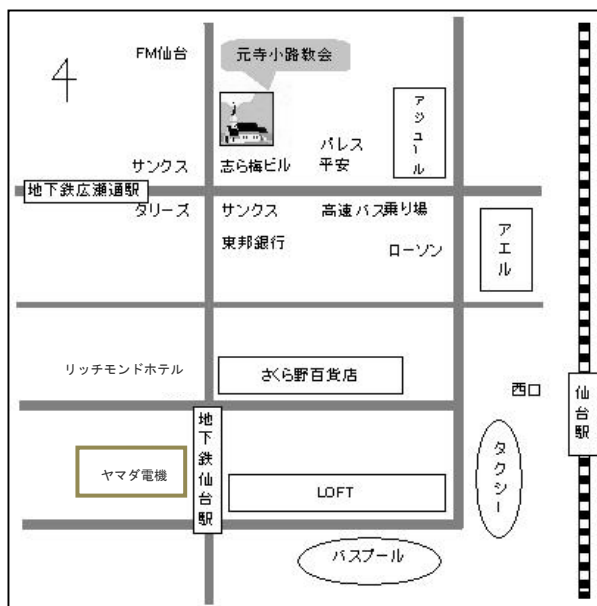 FM仙台
元寺小路教会
アジュール
パレス
平安
サンクス
志ら梅ビル
地下鉄広瀬通駅
タリーズ
サンクス
高速バス乗り場
東邦銀行
ローソン
アエル
リッチモンドホテル
さくら野百貨店
西口
仙台駅
地下鉄仙台駅
タクシー
ヤマダ電機
LOFT
バスプール